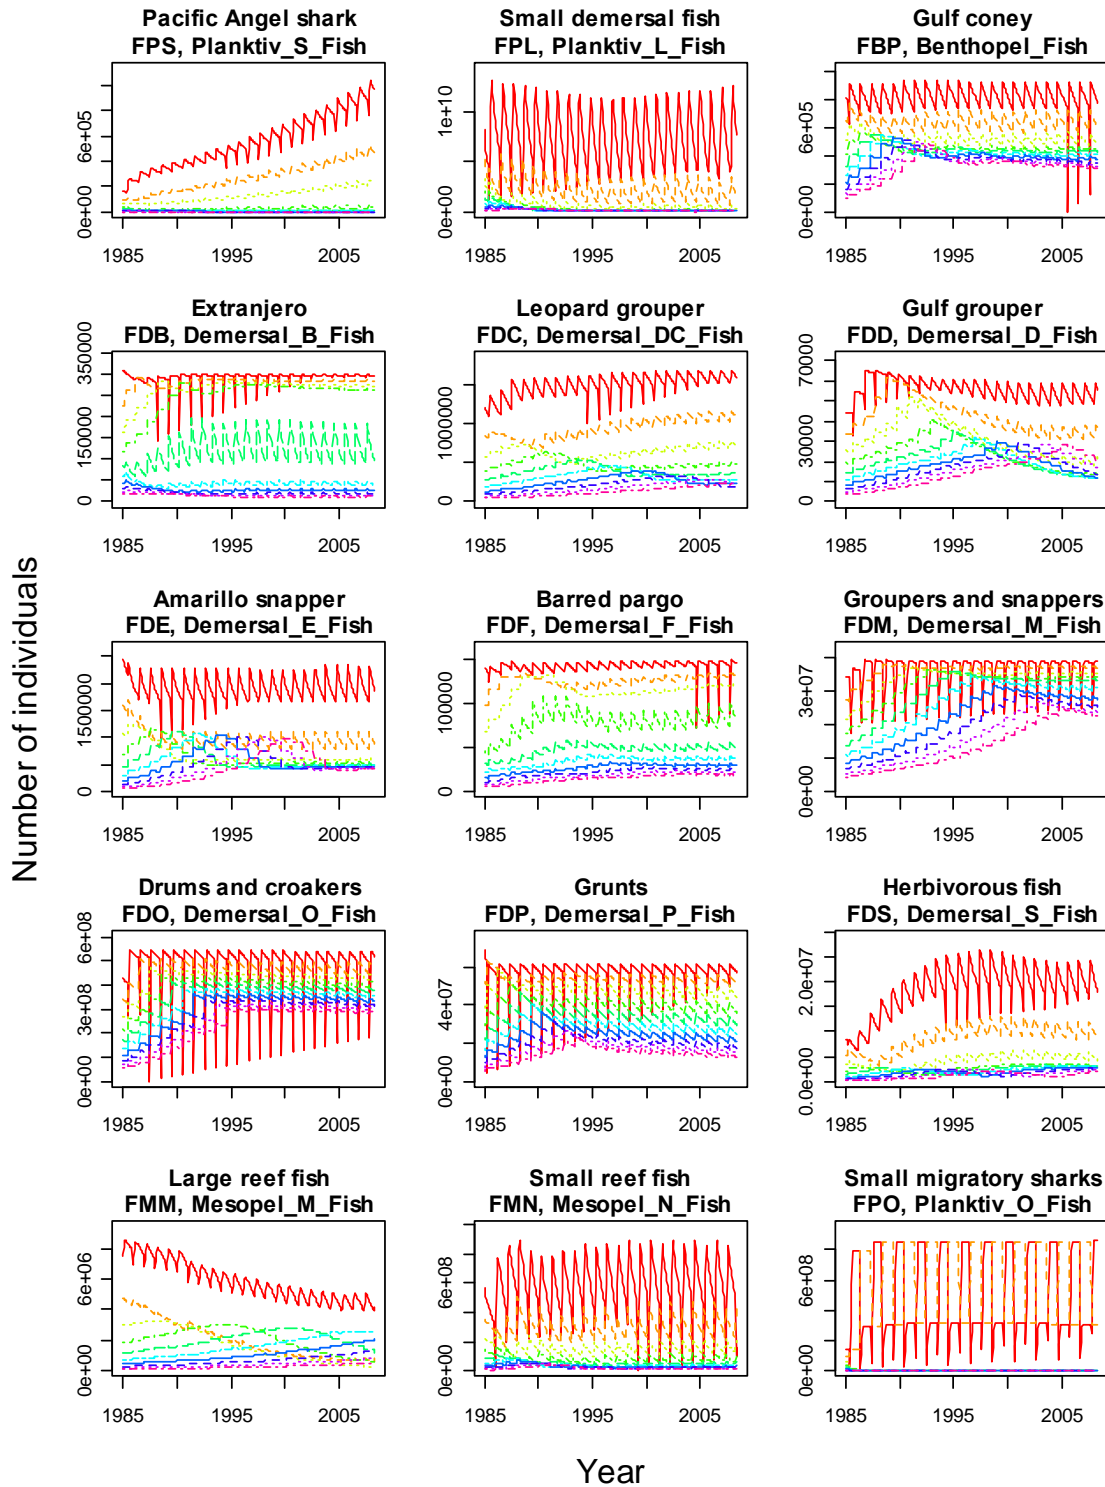 Pacific Angel shark
FPS, Planktiv_S_Fish
0e+00 6e+05
1985 1995 2005
Small demersal fish
FPL, Planktiv_L_Fish
0e+00 1e+10
1985 1995 2005
Gulf coney
FBP, Benthopel_Fish
0e+00 6e+05
1985 1995 2005
Extranjero
FDB, Demersal_B_Fish
0 150000 350000
1985 1995 2005
Leopard grouper
FDC, Demersal_DC_Fish
0 100000
1985 1995 2005
Gulf grouper
FDD, Demersal_D_Fish
0 30000 70000
1985 1995 2005
Amarillo snapper
FDE, Demersal_E_Fish
0 150000
1985 1995 2005
Barred pargo
FDF, Demersal_F_Fish
0 100000
1985 1995 2005
Groupers and snappers
FDM, Demersal_M_Fish
0e+00 3e+07
1985 1995 2005
Drums and croakers
FDO, Demersal_O_Fish
0e+00 3e+08 6e+08
1985 1995 2005
Grunts
FDP, Demersal_P_Fish
0e+00 4e+07
1985 1995 2005
Herbivorous fish
FDS, Demersal_S_Fish
0.0e+00 2.0e+07
1985 1995 2005
Large reef fish
FMM, Mesopel_M_Fish
0e+00 6e+06
1985 1995 2005
Small reef fish
FMN, Mesopel_N_Fish
0e+00 6e+08
1985 1995 2005
Small migratory sharks
FPO, Planktiv_O_Fish
0e+00 6e+08
1985 1995 2005
Number of individuals
Year